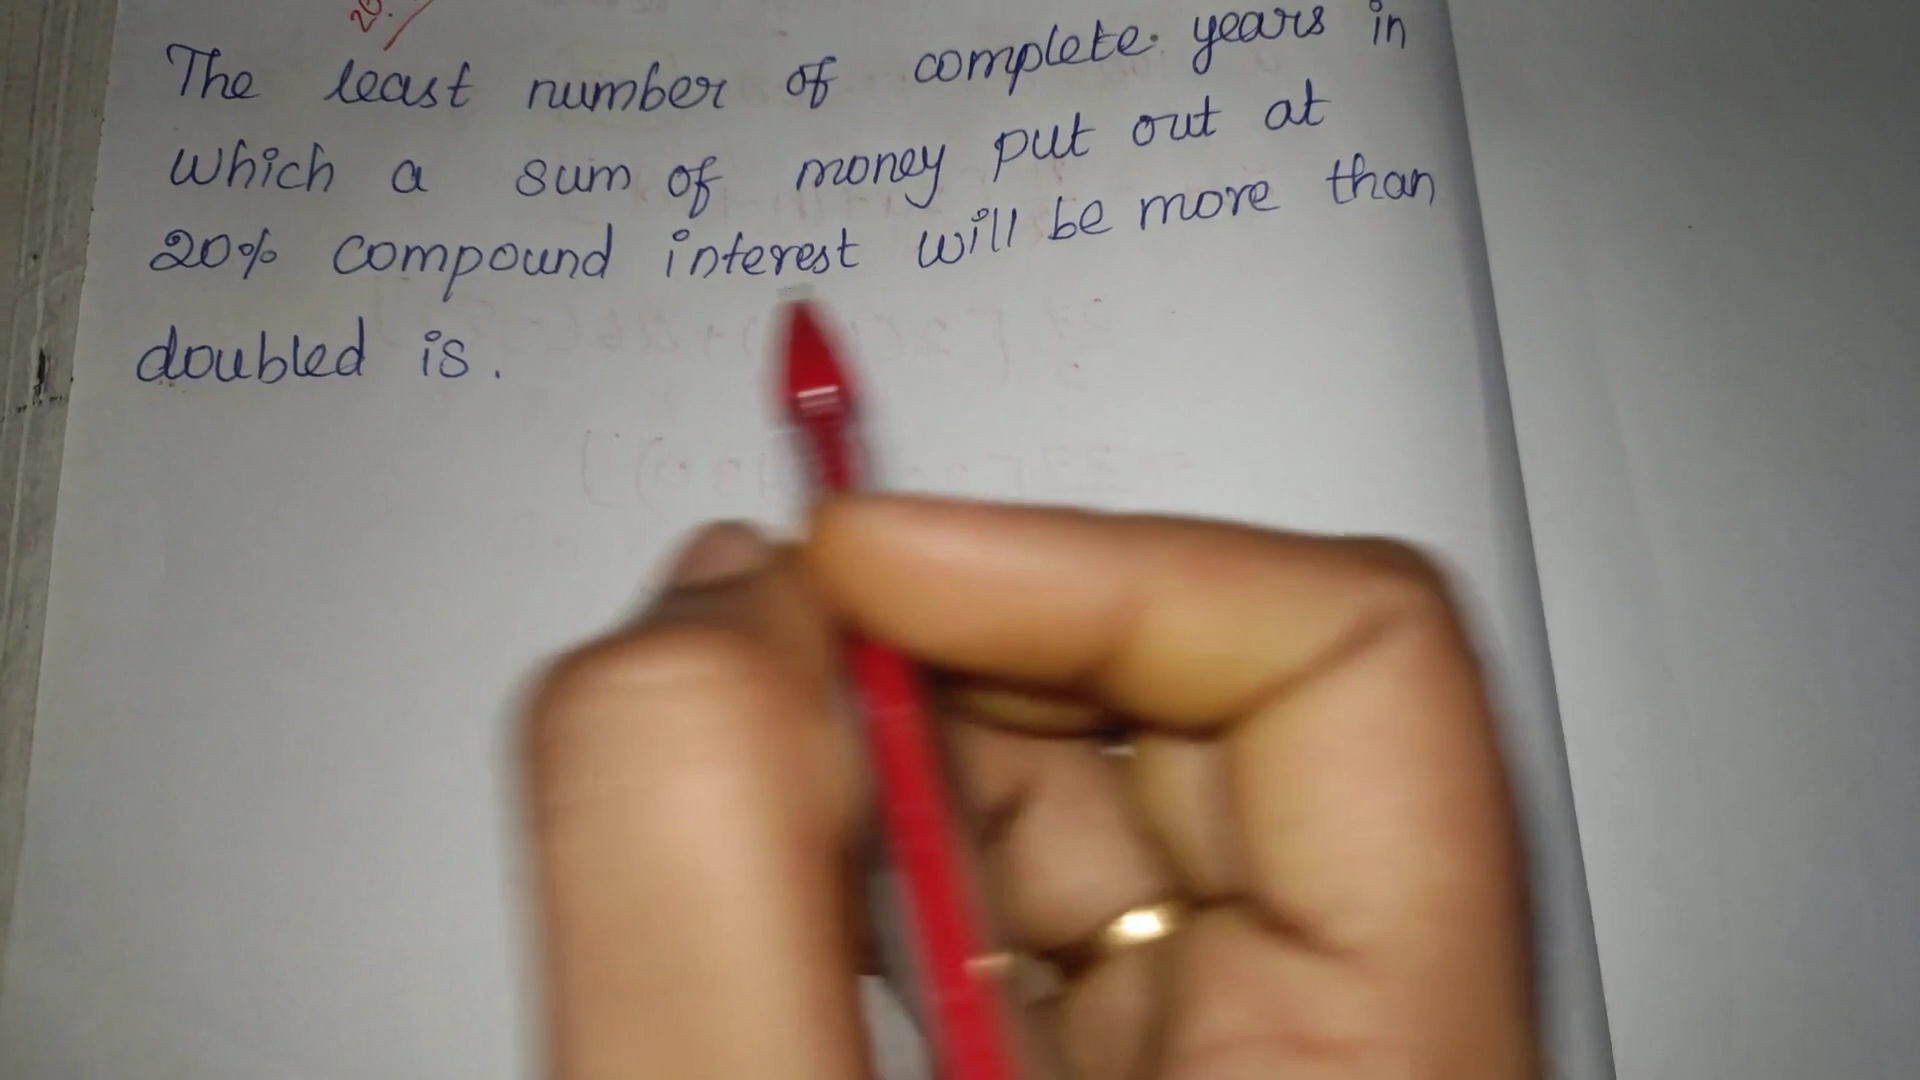 20.
The least number of complete years in
which a sum of money put out at
20% compound interest will be more than
doubled is.